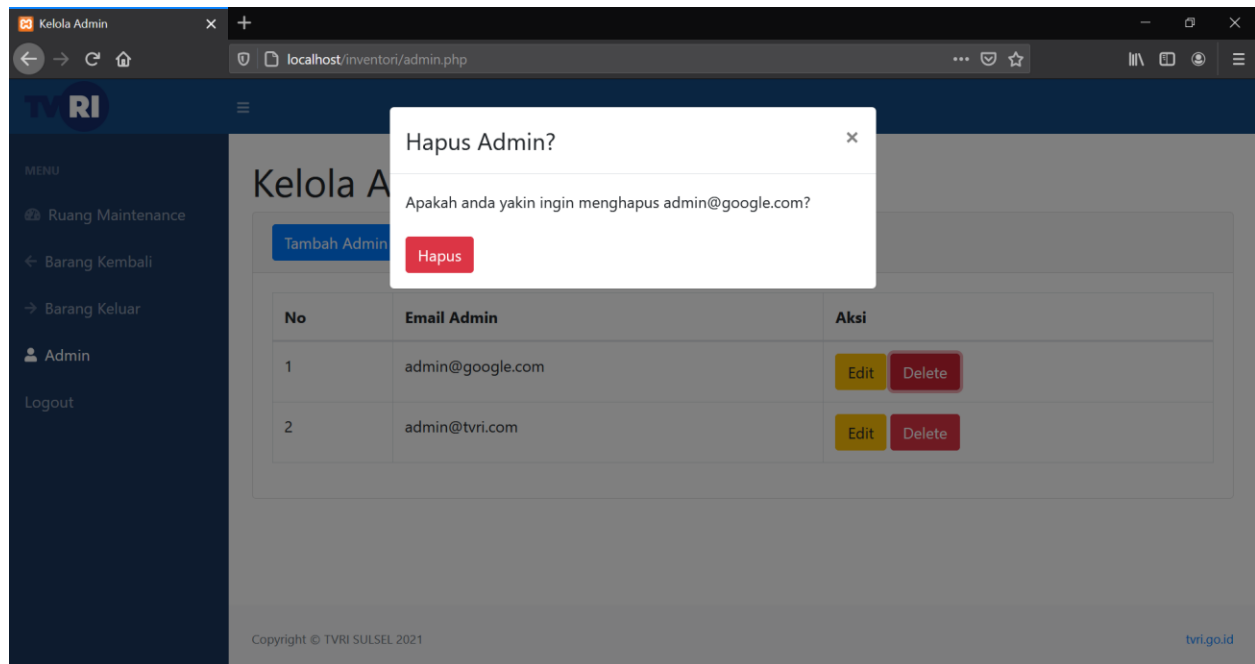 Kelola Admin
localhost/inventori/admin.php
TVRI
Hapus Admin?
Apakah anda yakin ingin menghapus admin@google.com?
Hapus
MENU
Ruang Maintenance
Barang Kembali
Barang Keluar
Admin
Logout
Kelola A
Tambah Admin
No Email Admin Aksi
1 admin@google.com Edit Delete
2 admin@tvri.com Edit Delete
Copyright © TVRI SULSEL 2021 tvri.go.id